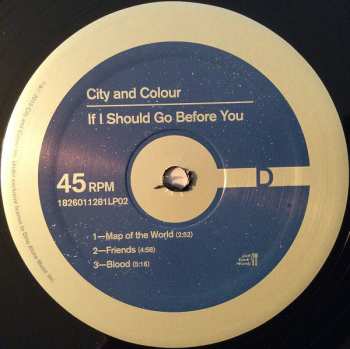 City and Colour
If I Should Go Before You
45 RPM
1826011281LP02
D
1—Map of the World (2:52)
2—Friends (4:56)
3—Blood (5:16)